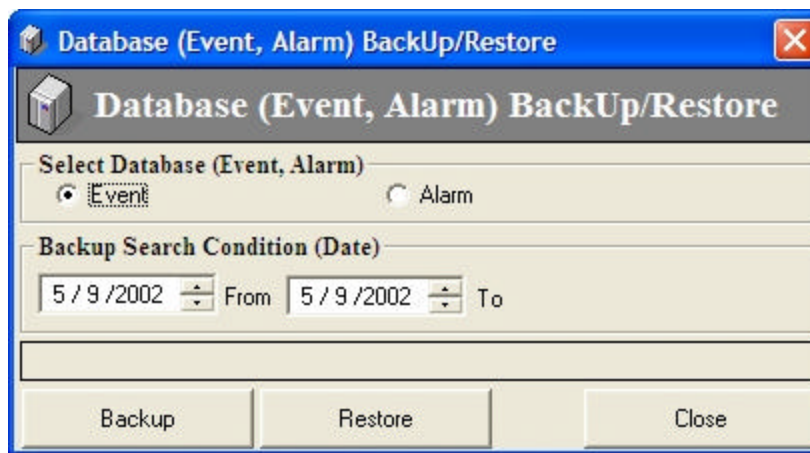 Database (Event, Alarm) BackUp/Restore
Database (Event, Alarm) BackUp/Restore
Select Database (Event, Alarm)
Event Alarm
Backup Search Condition (Date)
5 / 9 /2002 From 5 / 9 /2002 To
Backup Restore Close